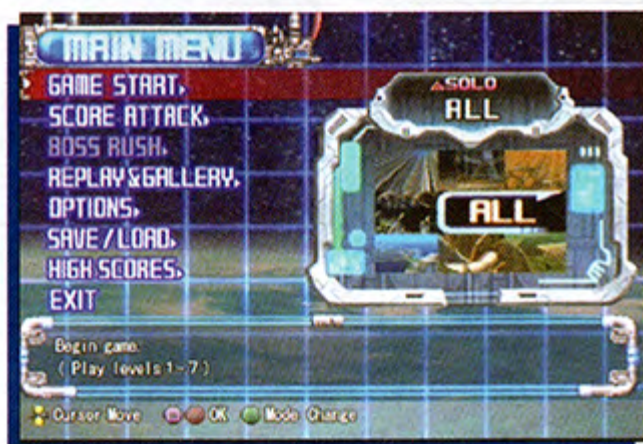 MAIN MENU
GAME START
SCORE ATTACK
BOSS RUSH
REPLAY&GALLERY
OPTIONS
SAVE/LOAD
HIGH SCORES
EXIT
SOLO
ALL
ALL
Begin game.
(Play levels 1~7)
Cursor Move OK Mode Change